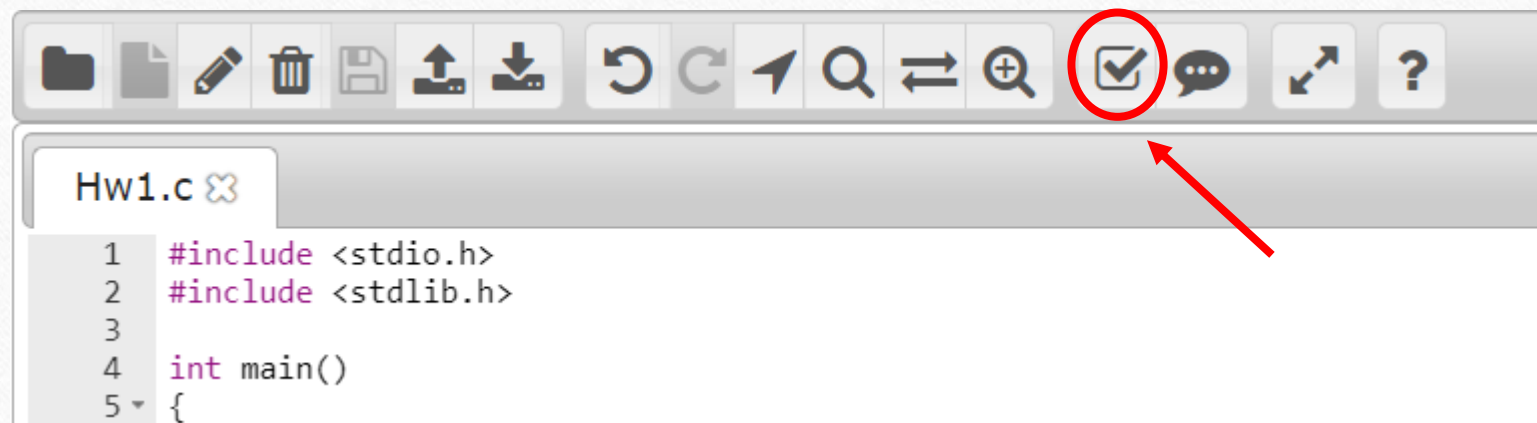 ?
Hw1.c
1 #include <stdio.h>
2 #include <stdlib.h>
3
4 int main()
5 {